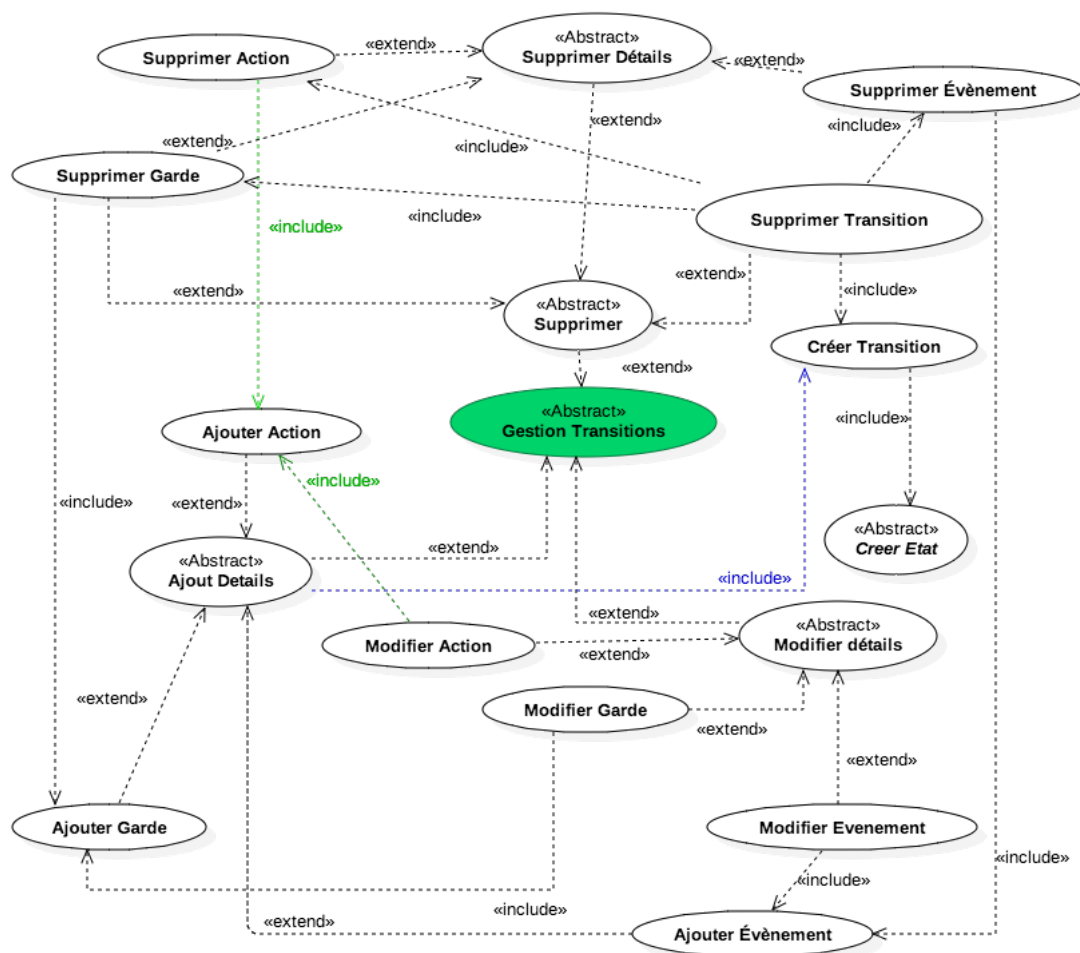 «Abstract»
Supprimer Détails
Supprimer Action
«extend»
«extend»
Supprimer Évènement
«extend»
«extend»
«include»
«include»
Supprimer Garde
«include»
Supprimer Transition
«include»
«extend»
«extend»
«include»
«Abstract»
Supprimer
Créer Transition
«extend»
«Abstract»
Gestion Transitions
Ajouter Action
«include»
«include»
«extend»
«include»
«Abstract»
Creer Etat
«Abstract»
Ajout Details
«extend»
«include»
«extend»
«Abstract»
Modifier détails
Modifier Action
«extend»
«extend»
Modifier Garde
«extend»
«extend»
Ajouter Garde
Modifier Evenement
«include»
«include»
«include»
«extend»
Ajouter Évènement